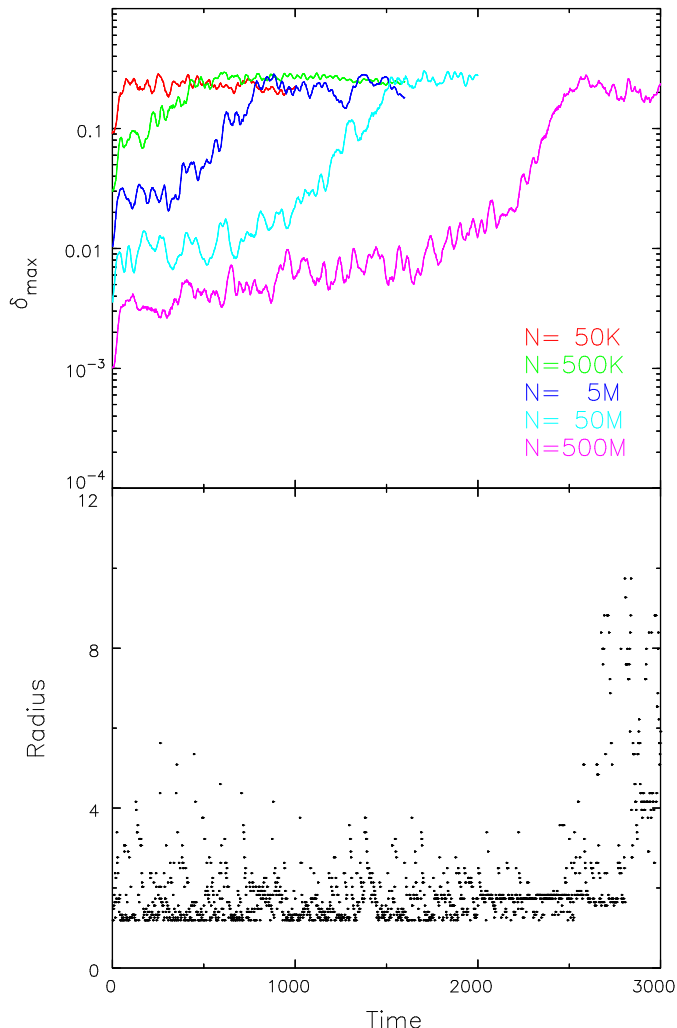 0.1
0.01
10⁻³
10⁻⁴
δmax
N= 50K
N=500K
N= 5M
N= 50M
N=500M
12
8
4
0
Radius
0
1000
2000
3000
Time